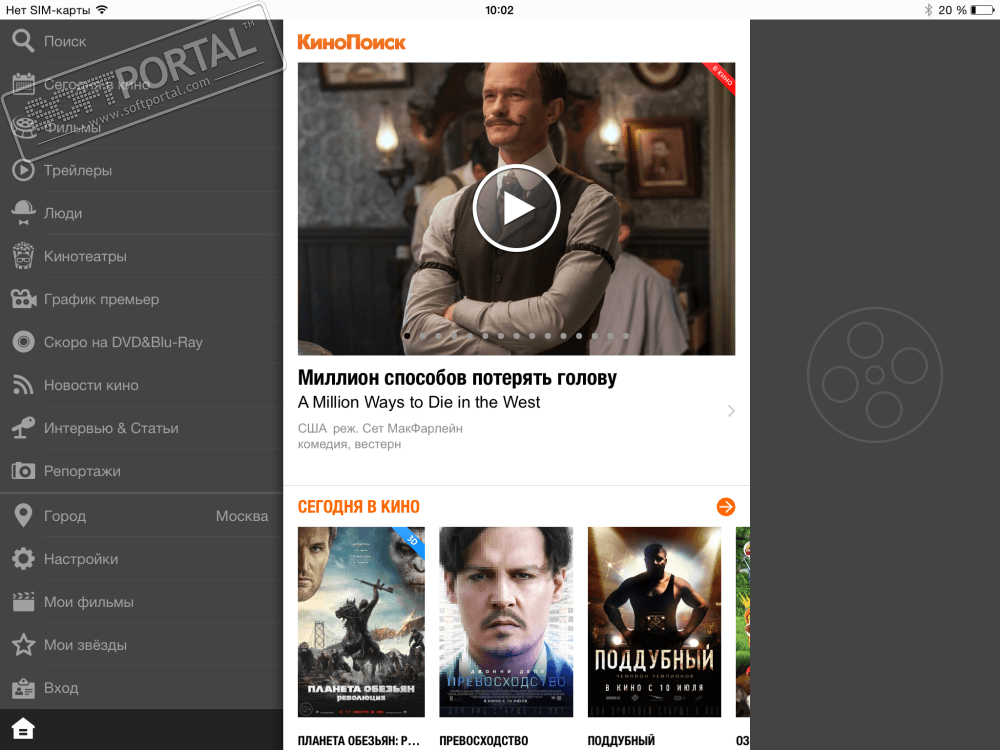 Нет SIM-карты
10:02
20 %
SOFTPORTAL™
www.softportal.com
Поиск
Сегодня в кино
Фильмы
Трейлеры
Люди
Кинотеатры
График премьер
Скоро на DVD&Blu-Ray
Новости кино
Интервью & Статьи
Репортажи
Город Москва
Настройки
Мои фильмы
Мои звёзды
Вход
КиноПоиск
В КИНО
Миллион способов потерять голову
A Million Ways to Die in the West
США реж. Сет МакФарлейн
комедия, вестерн
СЕГОДНЯ В КИНО
3D
ПЛАНЕТА ОБЕЗЬЯН
РЕВОЛЮЦИЯ
12+
ПЛАНЕТА ОБЕЗЬЯН: Р...
ДЖОННИ ДЕПП
ПРЕВОСХОДСТВО
ПРЕВОСХОДСТВО
ПОДДУБНЫЙ
ЧЕМПИОН ЧЕМПИОНОВ
В КИНО С 10 ИЮЛЯ
ПОДДУБНЫЙ
ОЗ